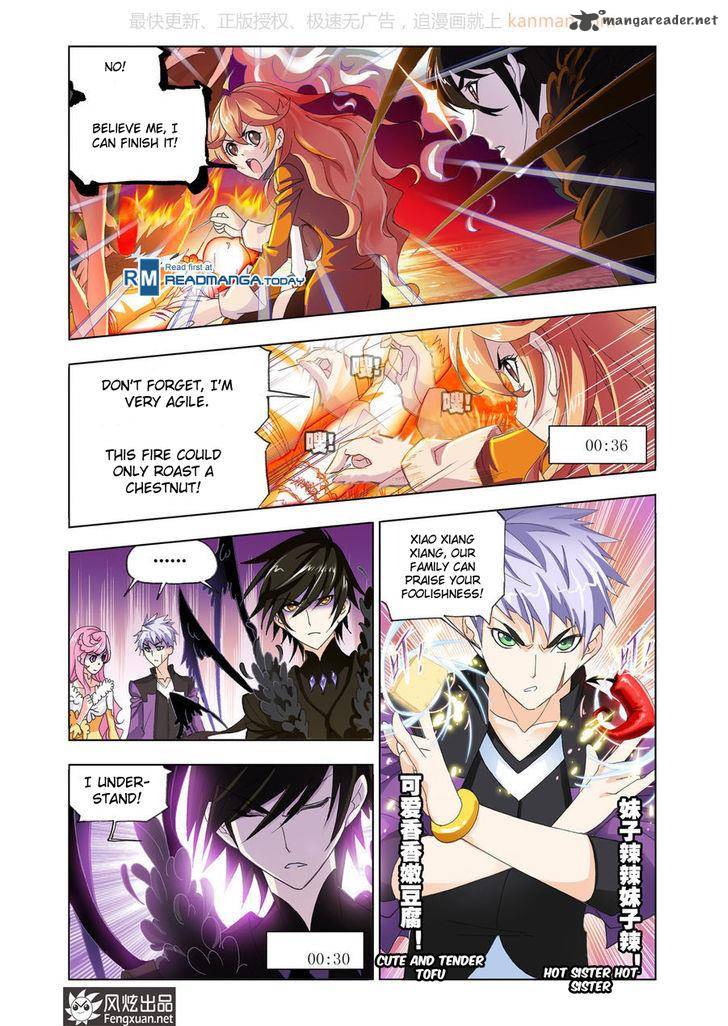 最快更新、正版授权、极速无广告，追漫画就上 kanman
mangareader.net
NO!
BELIEVE ME, I
CAN FINISH IT!
RM
Read first at
READMANGA.TODAY
DON'T FORGET, I'M
VERY AGILE.
THIS FIRE COULD
ONLY ROAST A
CHESTNUT!
嗖!
嗖!
嗖!
00:36
......
XIAO XIANG
XIANG, OUR
FAMILY CAN
PRAISE YOUR
FOOLISHNESS!
I UNDER-
STAND!
00:30
可爱香香嫩豆腐！
CUTE AND TENDER
TOFU
妹子辣辣妹子辣！
HOT SISTER HOT
SISTER
风炫出品
Fengxuan.net